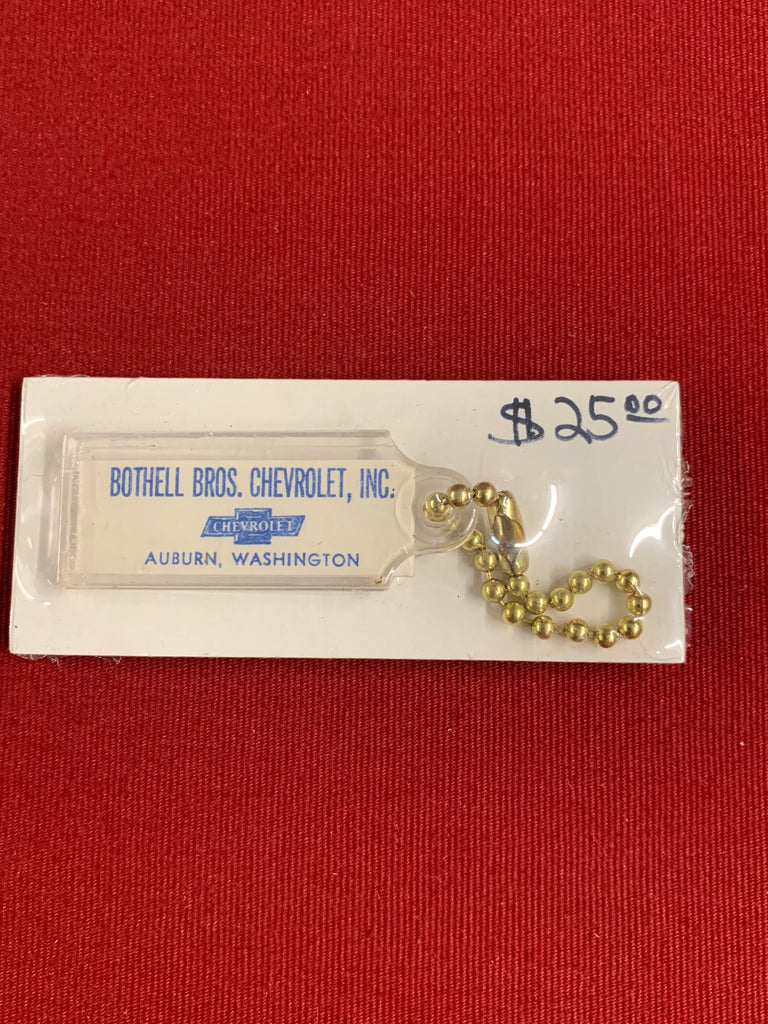 $25.00
BOTHELL BROS. CHEVROLET, INC.
CHEVROLET
AUBURN, WASHINGTON